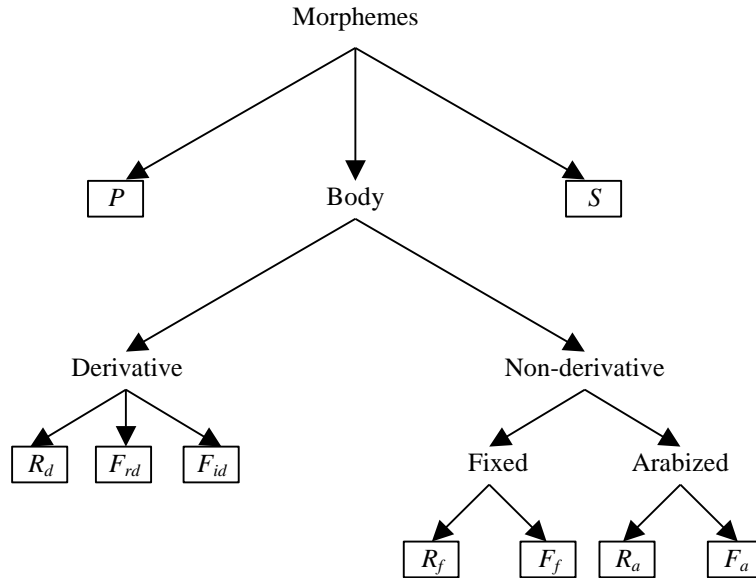 Morphemes
P Body S
Derivative Non-derivative
R_d F_rd F_id Fixed Arabized
R_f F_f R_a F_a